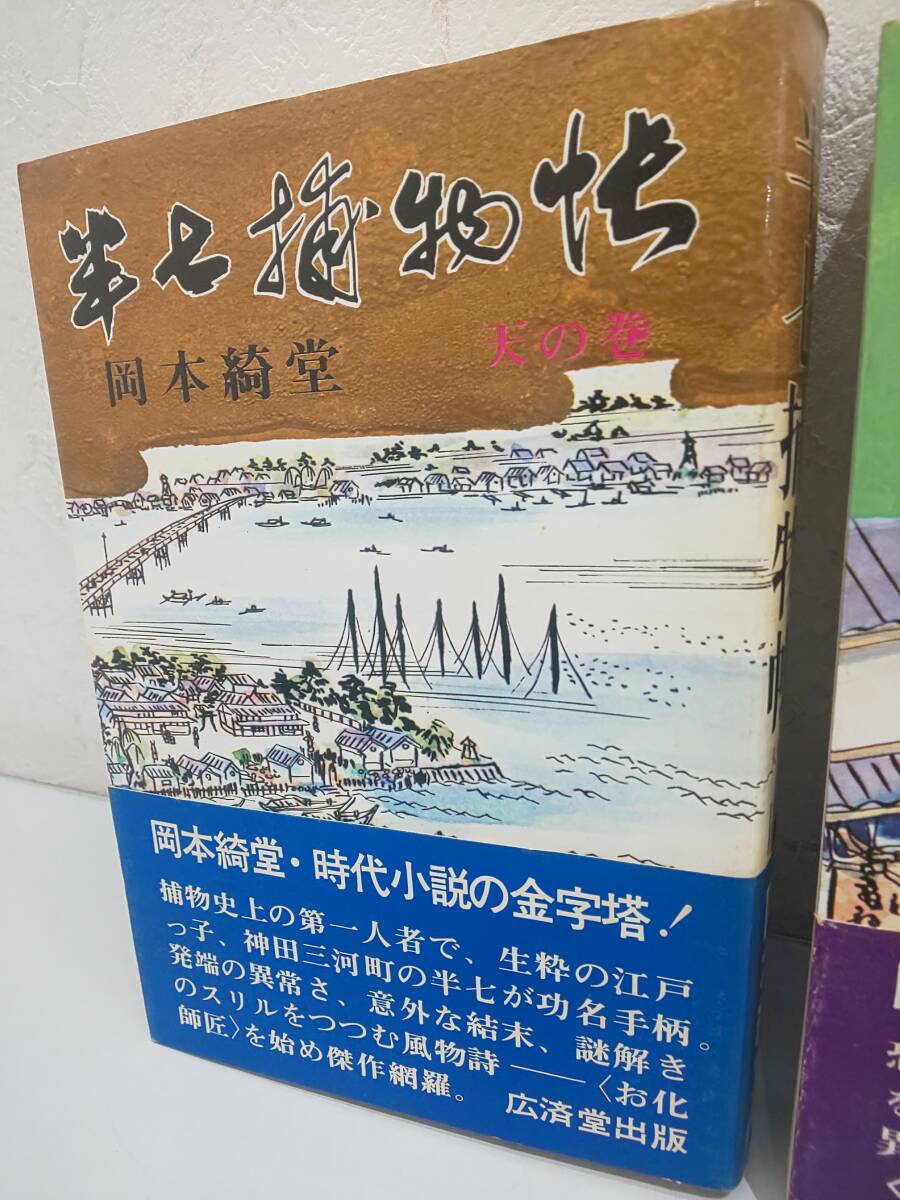 半七捕物帳
岡本綺堂
天の巻
岡本綺堂・時代小説の金字塔!
捕物史上の第一人者で、生粋の江戸
っ子、神田三河町の半七が功名手柄。
発端の異常さ、意外な結末、謎解き
のスリルをつつむ風物詩――〈お化
師匠〉を始め傑作網羅。
広済堂出版